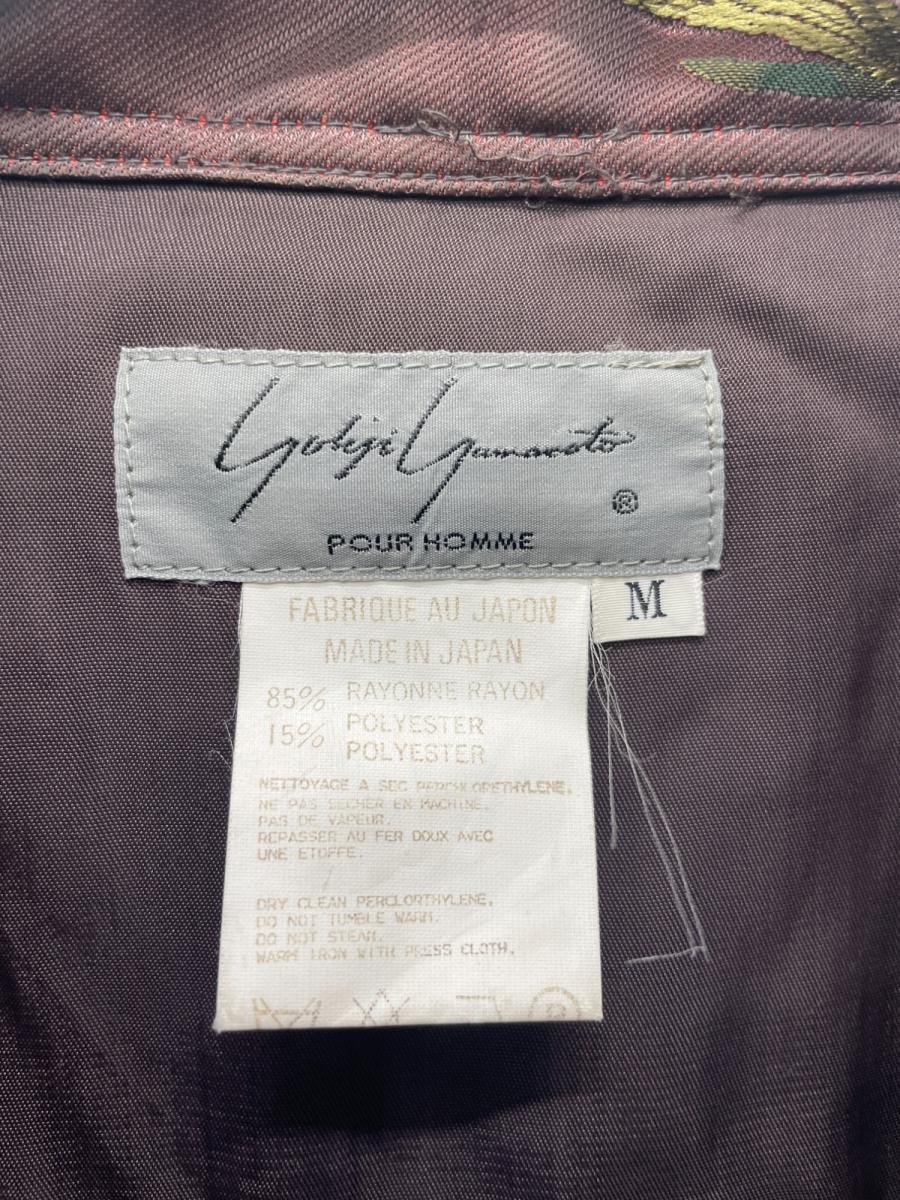 Yohji Yamamoto
®
POUR HOMME
M
FABRIQUE AU JAPON
MADE IN JAPAN
85% RAYONNE RAYON
15% POLYESTER
POLYESTER
NETTOYAGE A SEC PERCHLORETHYLENE.
NE PAS SECHER EN MACHINE.
PAS DE VAPEUR.
REPASSER AU FER DOUX AVEC
UNE ETOFFE.
DRY CLEAN PERCLORTHYLENE.
DO NOT TUMBLE WARM.
DO NOT STEAM.
WARM IRON WITH PRESS CLOTH.